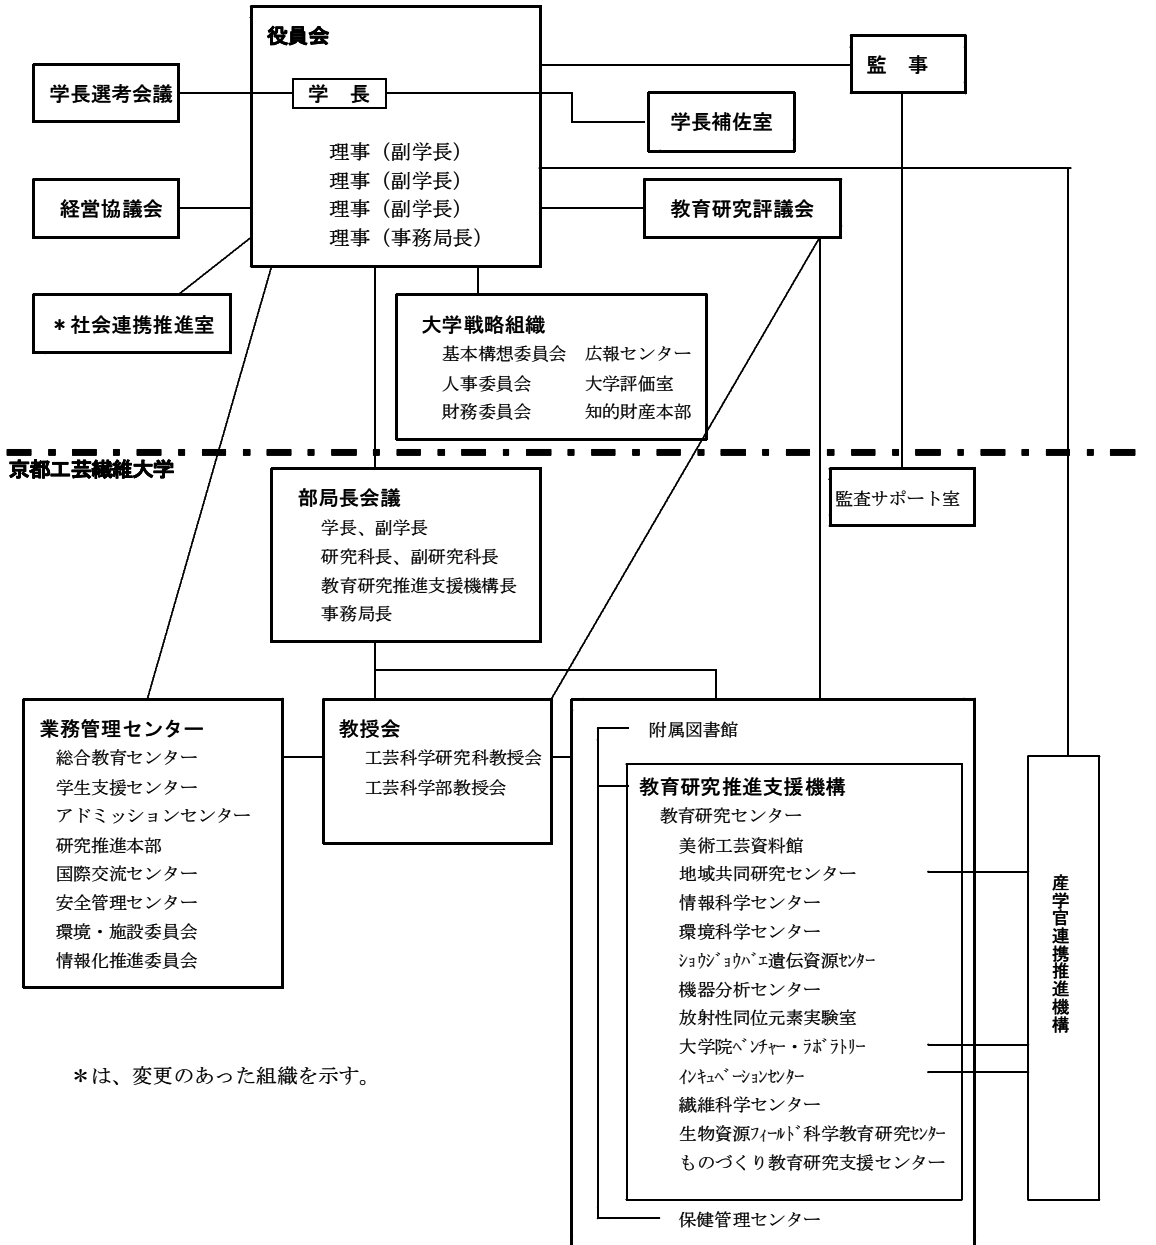 役員会
監　事
学長選考会議
学　長
学長補佐室
理事（副学長）
理事（副学長）
経営協議会
理事（副学長）
教育研究評議会
理事（事務局長）
＊社会連携推進室
大学戦略組織
基本構想委員会　広報センター
人事委員会　大学評価室
財務委員会　知的財産本部
京都工芸繊維大学
部局長会議
学長、副学長
研究科長、副研究科長
教育研究推進支援機構長
事務局長
監査サポート室
業務管理センター
総合教育センター
学生支援センター
アドミッションセンター
研究推進本部
国際交流センター
安全管理センター
環境・施設委員会
情報化推進委員会
教授会
工芸科学研究科教授会
工芸科学部教授会
附属図書館
教育研究推進支援機構
教育研究センター
美術工芸資料館
地域共同研究センター
情報科学センター
環境科学センター
ｼｮｳｼﾞｮｳﾊﾞｴ遺伝資源ｾﾝﾀｰ
機器分析センター
放射性同位元素実験室
大学院ﾍﾞﾝﾁｬｰ・ﾗﾎﾞﾗﾄﾘｰ
ｲﾝｷｭﾍﾞｰｼｮﾝｾﾝﾀｰ
繊維科学センター
生物資源ﾌｨｰﾙﾄﾞ科学教育研究ｾﾝﾀｰ
ものづくり教育研究支援センター
保健管理センター
産学官連携推進機構
＊は、変更のあった組織を示す。